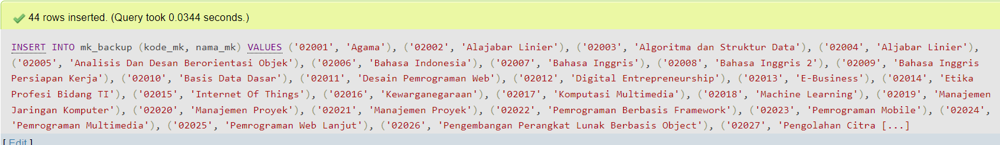 44 rows inserted. (Query took 0.0344 seconds.)
INSERT INTO mk_backup (kode_mk, nama_mk) VALUES ('02001', 'Agama'), ('02002', 'Alajabar Linier'), ('02003', 'Algoritma dan Struktur Data'), ('02004', 'Aljabar Linier'),
('02005', 'Analisis Dan Desan Berorientasi Objek'), ('02006', 'Bahasa Indonesia'), ('02007', 'Bahasa Inggris'), ('02008', 'Bahasa Inggris 2'), ('02009', 'Bahasa Inggris
Persiapan Kerja'), ('02010', 'Basis Data Dasar'), ('02011', 'Desain Pemrograman Web'), ('02012', 'Digital Entrepreneurship'), ('02013', 'E-Business'), ('02014', 'Etika
Profesi Bidang TI'), ('02015', 'Internet Of Things'), ('02016', 'Kewarganegaraan'), ('02017', 'Komputasi Multimedia'), ('02018', 'Machine Learning'), ('02019', 'Manajemen
Jaringan Komputer'), ('02020', 'Manajemen Proyek'), ('02021', 'Manajemen Proyek'), ('02022', 'Pemrograman Berbasis Framework'), ('02023', 'Pemrograman Mobile'), ('02024',
'Pemrograman Multimedia'), ('02025', 'Pemrograman Web Lanjut'), ('02026', 'Pengembangan Perangkat Lunak Berbasis Object'), ('02027', 'Pengolahan Citra [...]
[ Edit ]